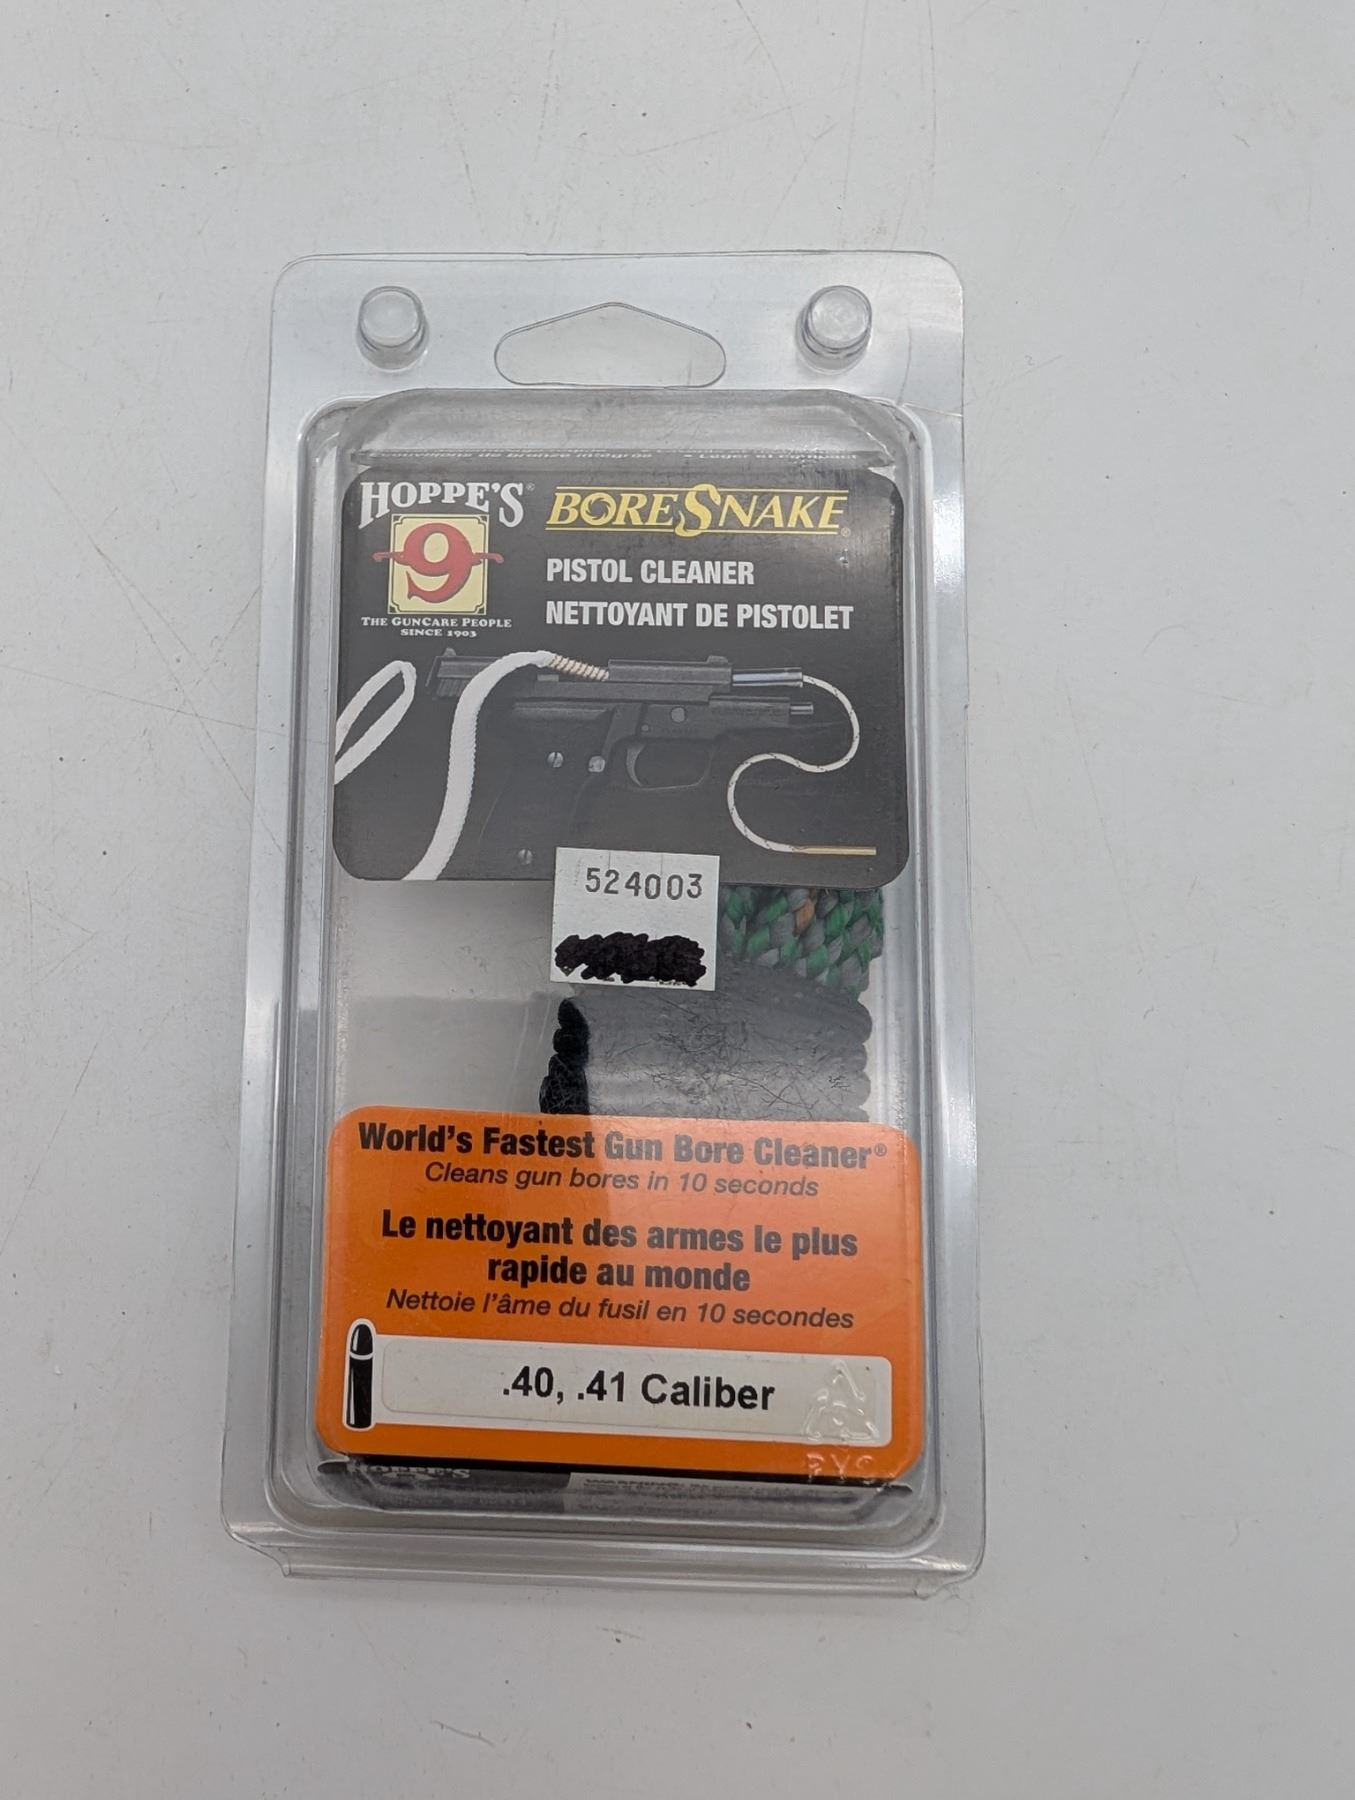 HOPPE'S®
BORESNAKE®
9
PISTOL CLEANER
NETTOYANT DE PISTOLET
THE GUNCARE PEOPLE
SINCE 1903
524003
World's Fastest Gun Bore Cleaner®
Cleans gun bores in 10 seconds
Le nettoyant des armes le plus
rapide au monde
Nettoie l'âme du fusil en 10 secondes
.40, .41 Caliber
HOPPE'S